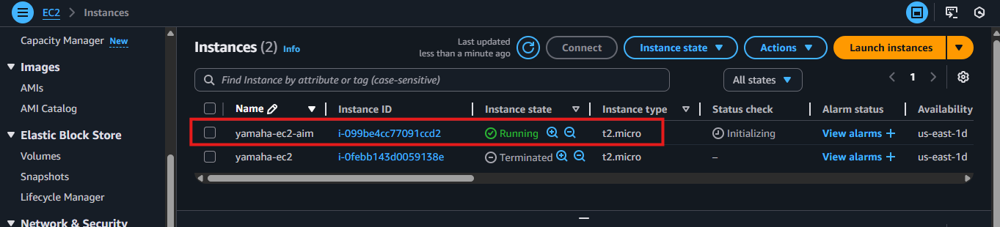 EC2 > Instances
Capacity Manager New
Images
AMIs
AMI Catalog
Elastic Block Store
Volumes
Snapshots
Lifecycle Manager
Network & Security
Instances (2) Info
Last updated
less than a minute ago
Connect
Instance state
Actions
Launch instances
Find Instance by attribute or tag (case-sensitive)
All states
1
Name Instance ID Instance state Instance type Status check Alarm status Availability
yamaha-ec2-aim i-099be4cc77091ccd2 Running t2.micro Initializing View alarms + us-east-1d
yamaha-ec2 i-0febb143d0059138e Terminated t2.micro – View alarms + us-east-1d